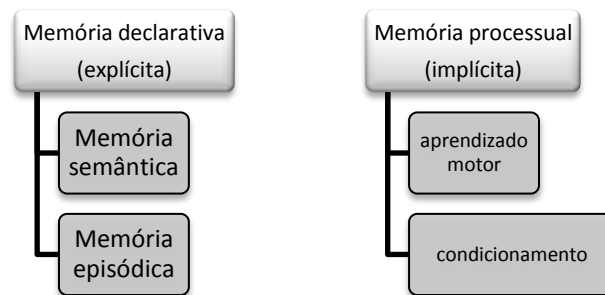 Memória declarativa
(explícita)
Memória
semântica
Memória
episódica
Memória processual
(implícita)
aprendizado
motor
condicionamento